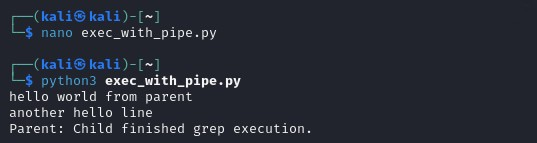 ┌──(kali㉿kali)-[~]
└─$ nano exec_with_pipe.py
┌──(kali㉿kali)-[~]
└─$ python3 exec_with_pipe.py
hello world from parent
another hello line
Parent: Child finished grep execution.